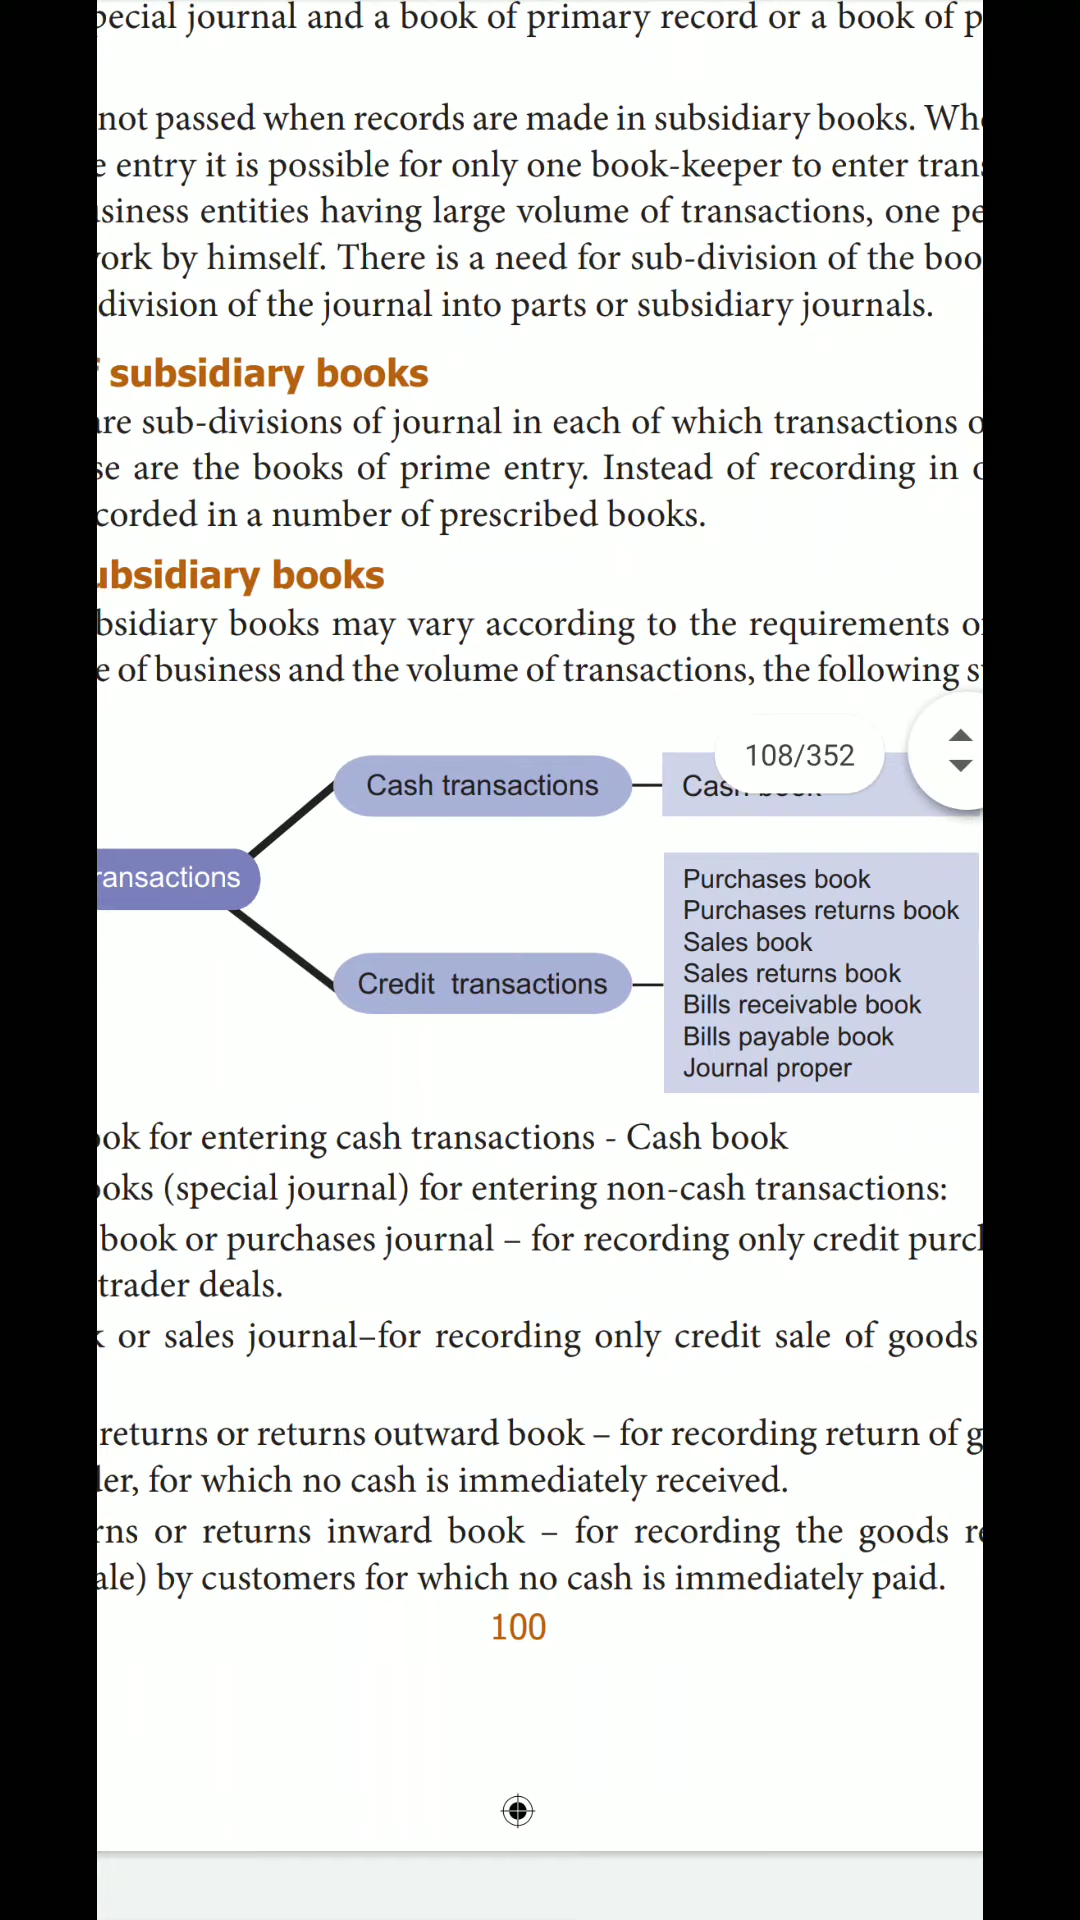 pecial journal and a book of primary record or a book of p
not passed when records are made in subsidiary books. Wh
e entry it is possible for only one book-keeper to enter trans
siness entities having large volume of transactions, one pe
ork by himself. There is a need for sub-division of the boo
division of the journal into parts or subsidiary journals.
subsidiary books
are sub-divisions of journal in each of which transactions o
se are the books of prime entry. Instead of recording in o
corded in a number of prescribed books.
ubsidiary books
bsidiary books may vary according to the requirements o
e of business and the volume of transactions, the following s
108/352
Cash transactions
Cash book
ransactions
Purchases book
Purchases returns book
Sales book
Sales returns book
Credit transactions
Bills receivable book
Bills payable book
Journal proper
ook for entering cash transactions - Cash book
ooks (special journal) for entering non-cash transactions:
book or purchases journal – for recording only credit purch
trader deals.
k or sales journal–for recording only credit sale of goods
returns or returns outward book – for recording return of g
ler, for which no cash is immediately received.
rns or returns inward book – for recording the goods re
ale) by customers for which no cash is immediately paid.
100